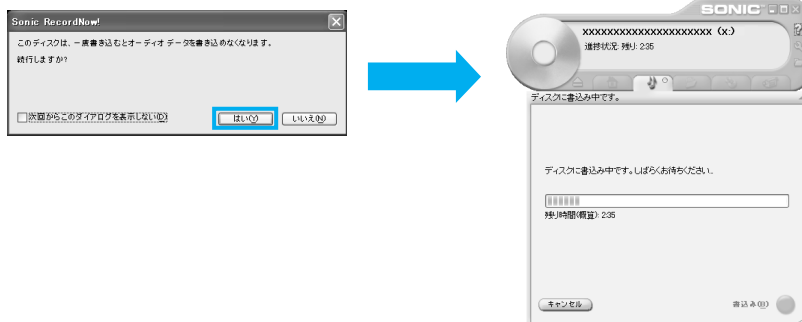 Sonic RecordNow!
このディスクは、一度書き込むとオーディオ データを書き込めなくなります。
続行しますか?
次回からこのダイアログを表示しない(D)
はい(Y)
いいえ(N)
SONIC
xxxxxxxxxxxxxxxxxxxxx (x:)
進捗状況: 残り: 2:35
ディスクに書込み中です。
ディスクに書込み中です。しばらくお待ちください...
残り時間(概算): 2:35
キャンセル
書込み(U)